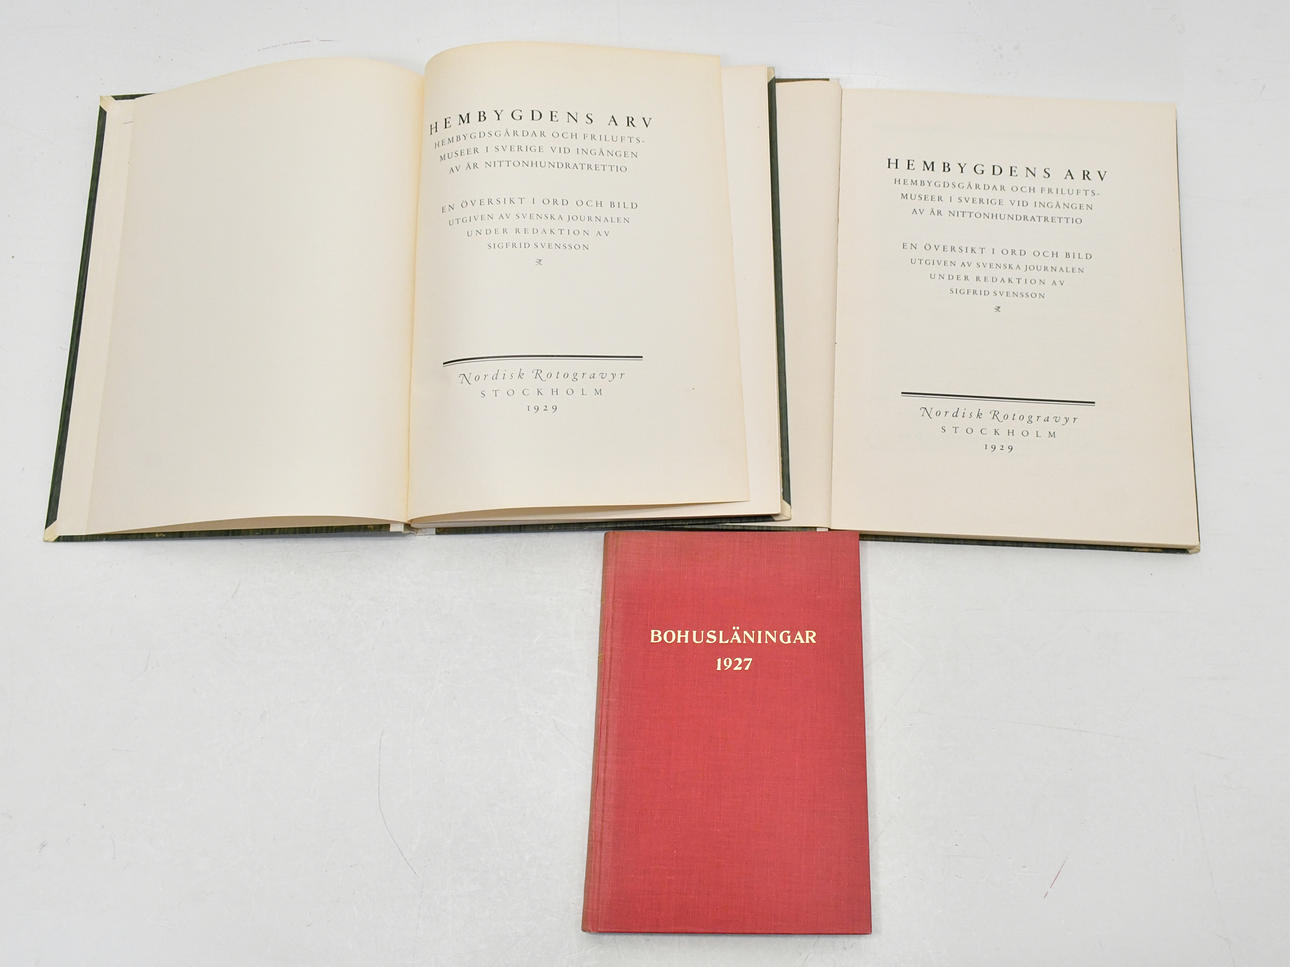 HEMBYGDENS ARV
HEMBYGDSGÅRDAR OCH FRILUFTS-
MUSEER I SVERIGE VID INGÅNGEN
AV ÅR NITTONHUNDRATRETTIO
EN ÖVERSIKT I ORD OCH BILD
UTGIVEN AV SVENSKA JOURNALEN
UNDER REDAKTION AV
SIGFRID SVENSSON
Nordisk Rotogravyr
STOCKHOLM
1929
HEMBYGDENS ARV
HEMBYGDSGÅRDAR OCH FRILUFTS-
MUSEER I SVERIGE VID INGÅNGEN
AV ÅR NITTONHUNDRATRETTIO
EN ÖVERSIKT I ORD OCH BILD
UTGIVEN AV SVENSKA JOURNALEN
UNDER REDAKTION AV
SIGFRID SVENSSON
Nordisk Rotogravyr
STOCKHOLM
1929
BOHUSLÄNINGAR
1927